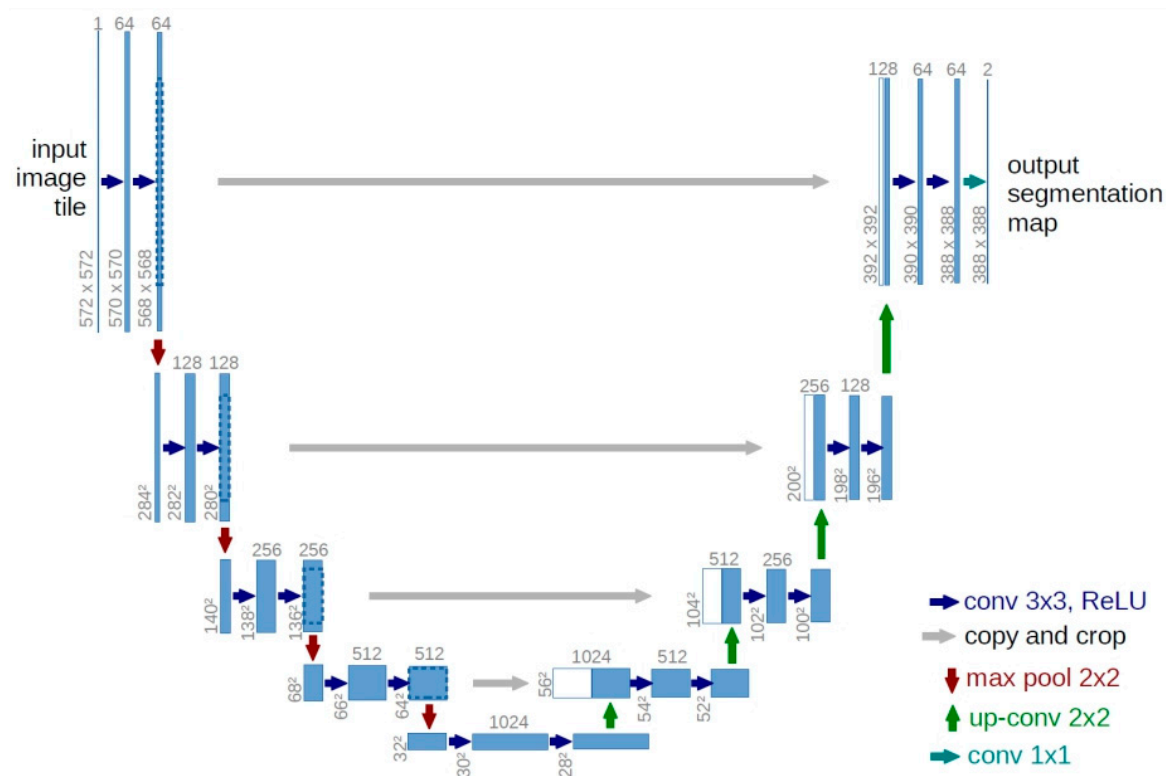 1 64 64
input
image
tile
572 x 572
570 x 570
568 x 568
128 64 64 2
output
segmentation
map
392 x 392
390 x 390
388 x 388
388 x 388
128 128
284²
282²
280²
256 128
200²
198²
196²
256 256
140²
138²
136²
512 256
104²
102²
100²
512 512
68²
66²
64²
1024 512
56²
54²
52²
1024
32²
30²
28²
conv 3x3, ReLU
copy and crop
max pool 2x2
up-conv 2x2
conv 1x1